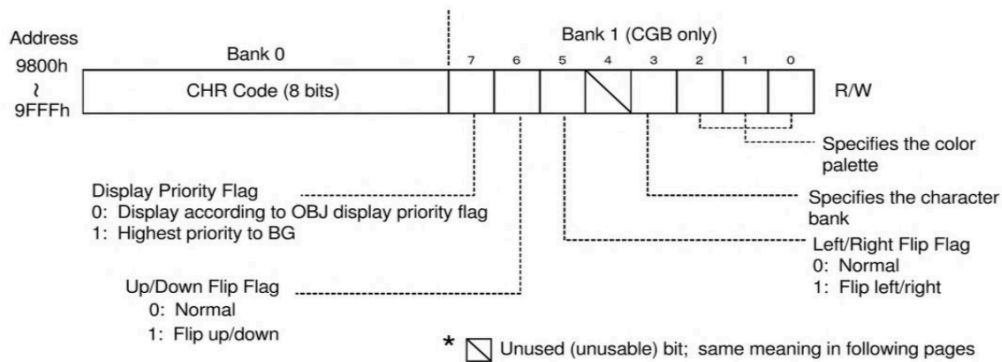 Address
9800h
≀
9FFFh
Bank 0
Bank 1 (CGB only)
7 6 5 4 3 2 1 0
CHR Code (8 bits)
R/W
Specifies the color
palette
Specifies the character
bank
Display Priority Flag
0: Display according to OBJ display priority flag
1: Highest priority to BG
Left/Right Flip Flag
0: Normal
1: Flip left/right
Up/Down Flip Flag
0: Normal
1: Flip up/down
* Unused (unusable) bit; same meaning in following pages